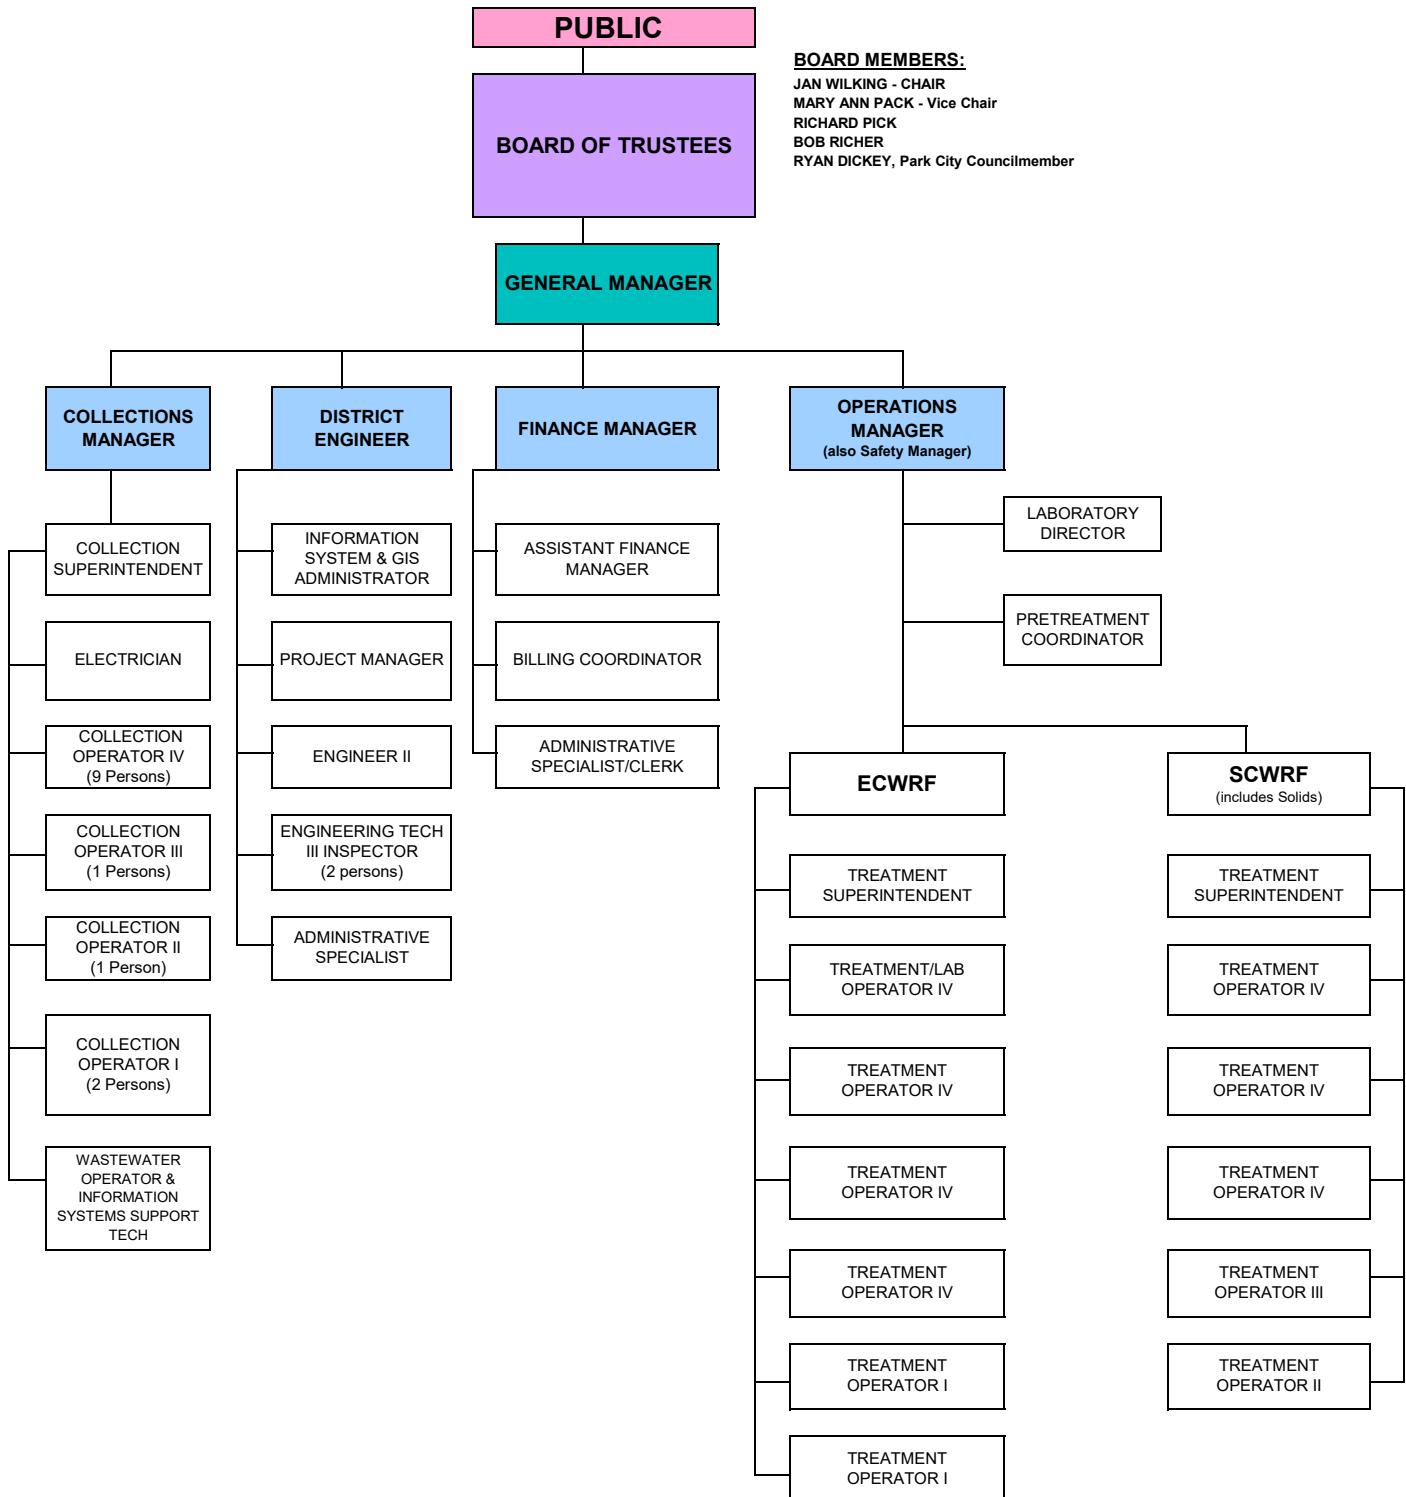 PUBLIC
BOARD MEMBERS:
JAN WILKING - CHAIR
MARY ANN PACK - Vice Chair
RICHARD PICK
BOB RICHER
RYAN DICKEY, Park City Councilmember
BOARD OF TRUSTEES
GENERAL MANAGER
COLLECTIONS
MANAGER
DISTRICT
ENGINEER
FINANCE MANAGER
OPERATIONS
MANAGER
(also Safety Manager)
COLLECTION
SUPERINTENDENT
ELECTRICIAN
COLLECTION
OPERATOR IV
(9 Persons)
COLLECTION
OPERATOR III
(1 Persons)
COLLECTION
OPERATOR II
(1 Person)
COLLECTION
OPERATOR I
(2 Persons)
WASTEWATER
OPERATOR &
INFORMATION
SYSTEMS SUPPORT
TECH
INFORMATION
SYSTEM & GIS
ADMINISTRATOR
PROJECT MANAGER
ENGINEER II
ENGINEERING TECH
III INSPECTOR
(2 persons)
ADMINISTRATIVE
SPECIALIST
ASSISTANT FINANCE
MANAGER
BILLING COORDINATOR
ADMINISTRATIVE
SPECIALIST/CLERK
LABORATORY
DIRECTOR
PRETREATMENT
COORDINATOR
ECWRF
TREATMENT
SUPERINTENDENT
TREATMENT/LAB
OPERATOR IV
TREATMENT
OPERATOR IV
TREATMENT
OPERATOR IV
TREATMENT
OPERATOR IV
TREATMENT
OPERATOR I
TREATMENT
OPERATOR I
SCWRF
(includes Solids)
TREATMENT
SUPERINTENDENT
TREATMENT
OPERATOR IV
TREATMENT
OPERATOR IV
TREATMENT
OPERATOR IV
TREATMENT
OPERATOR III
TREATMENT
OPERATOR II